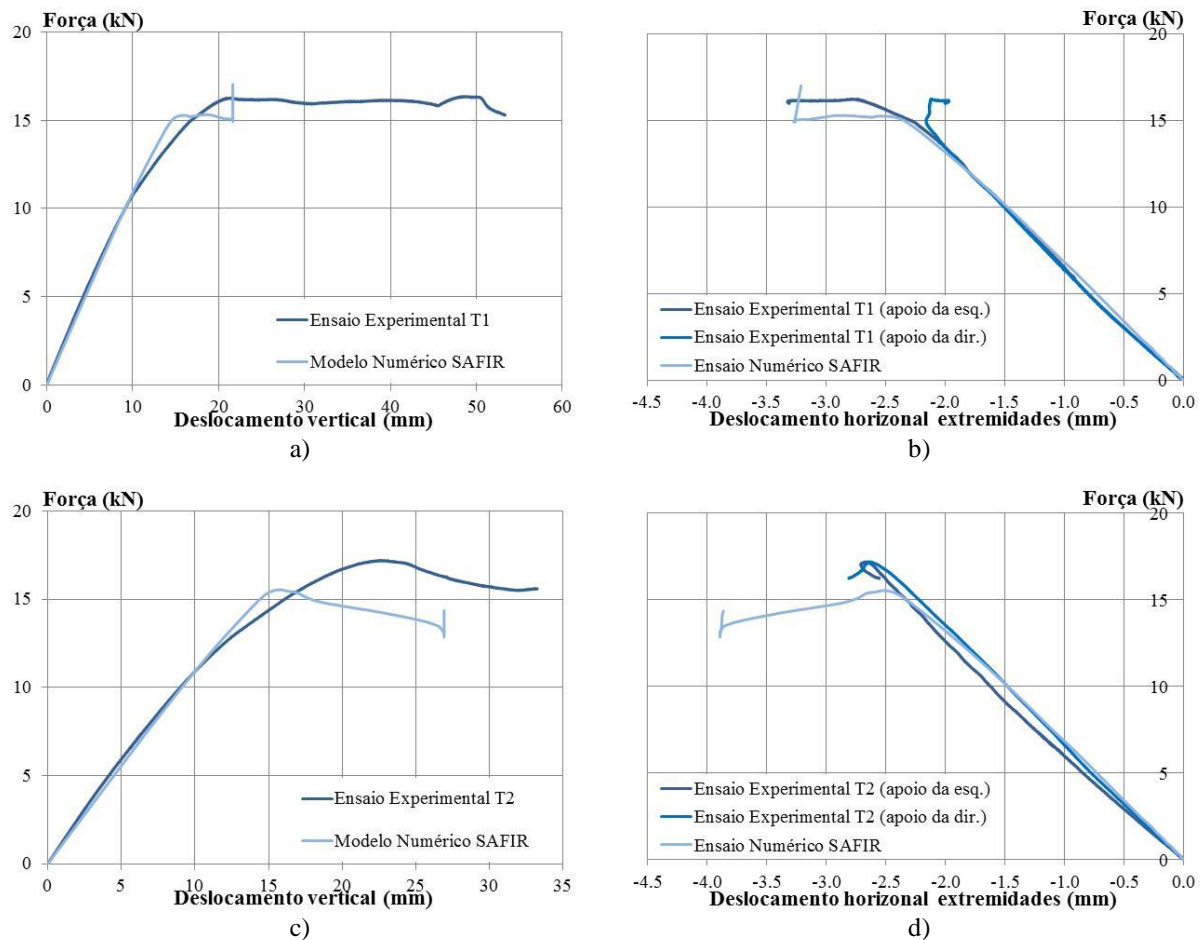 Força (kN)
20
15
10
5
0
0 10 20 30 40 50 60
Deslocamento vertical (mm)
Ensaio Experimental T1
Modelo Numérico SAFIR
a)
Força (kN)
20
15
10
5
0
-4.5 -4.0 -3.5 -3.0 -2.5 -2.0 -1.5 -1.0 -0.5 0.0
Deslocamento horizonal extremidades (mm)
Ensaio Experimental T1 (apoio da esq.)
Ensaio Experimental T1 (apoio da dir.)
Ensaio Numérico SAFIR
b)
Força (kN)
20
15
10
5
0
0 5 10 15 20 25 30 35
Deslocamento vertical (mm)
Ensaio Experimental T2
Modelo Numérico SAFIR
c)
Força (kN)
20
15
10
5
0
-4.5 -4.0 -3.5 -3.0 -2.5 -2.0 -1.5 -1.0 -0.5 0.0
Deslocamento horizonal extremidades (mm)
Ensaio Experimental T2 (apoio da esq.)
Ensaio Experimental T2 (apoio da dir.)
Ensaio Numérico SAFIR
d)